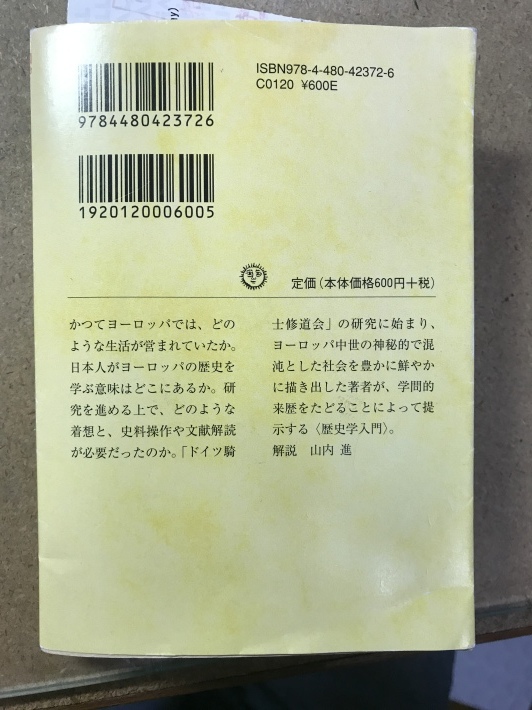 ay)
ISBN978-4-480-42372-6
C0120 ¥600E
9784480423726
1920120006005
定価（本体価格600円＋税）
かつてヨーロッパでは、どの
ような生活が営まれていたか。
日本人がヨーロッパの歴史を
学ぶ意味はどこにあるか。研
究を進める上で、どのような
着想と、史料操作や文献解読
が必要だったのか。「ドイツ騎
士修道会」の研究に始まり、
ヨーロッパ中世の神秘的で混
沌とした社会を豊かに鮮やか
に描き出した著者が、学問的
来歴をたどることによって提
示する〈歴史学入門〉。
解説　山内 進